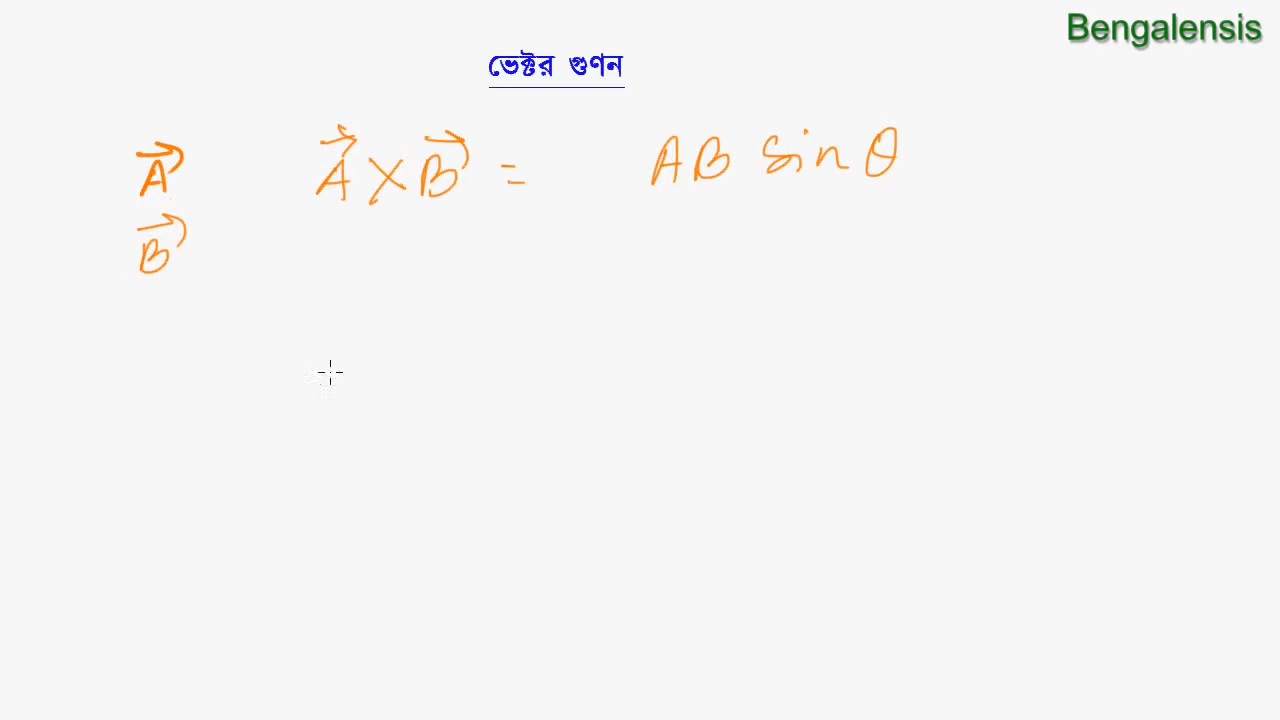 Bengalensis
ভেক্টর গুণন
A⃗ A⃗ × B⃗ = AB sin θ
B⃗